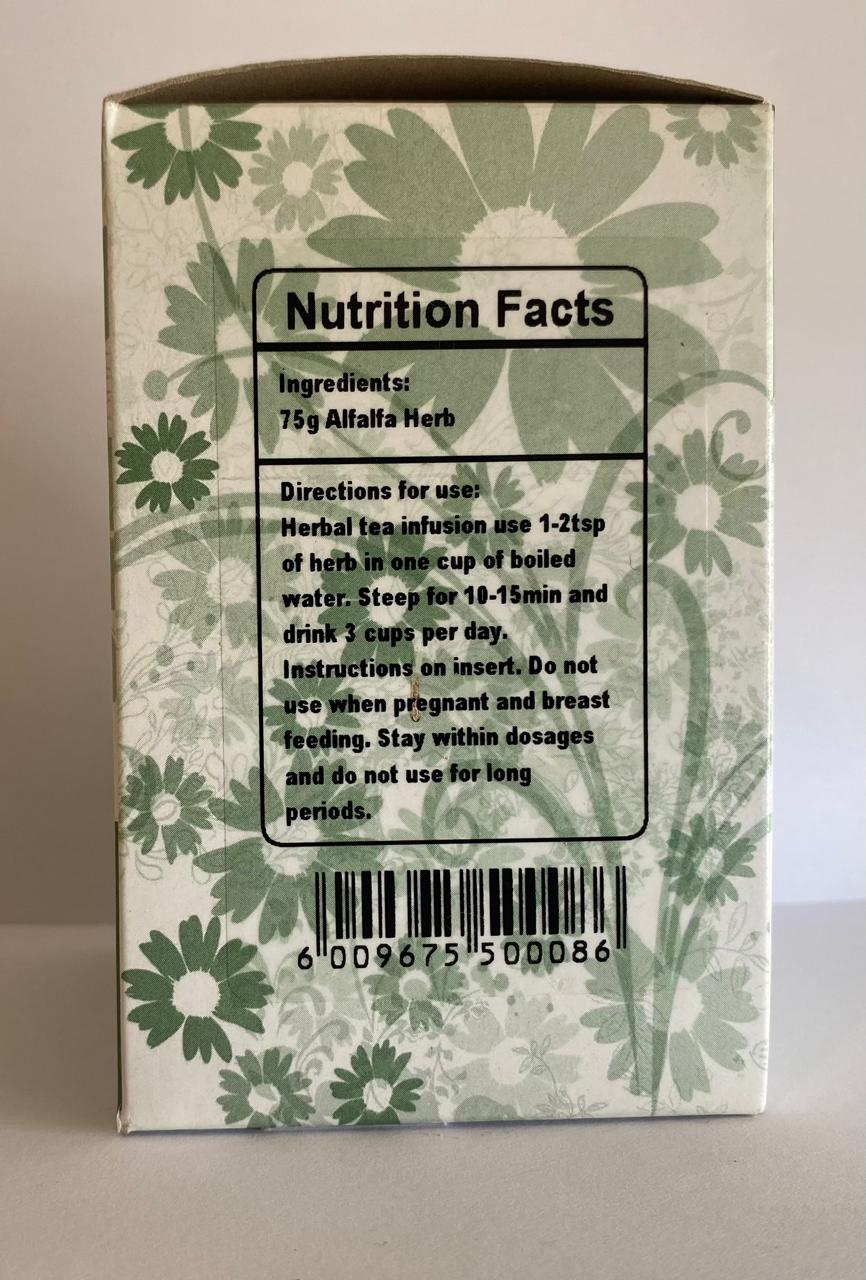 Nutrition Facts
Ingredients:
75g Alfalfa Herb
Directions for use:
Herbal tea infusion use 1-2tsp
of herb in one cup of boiled
water. Steep for 10-15min and
drink 3 cups per day.
Instructions on insert. Do not
use when pregnant and breast
feeding. Stay within dosages
and do not use for long
periods.
6 009675 500086